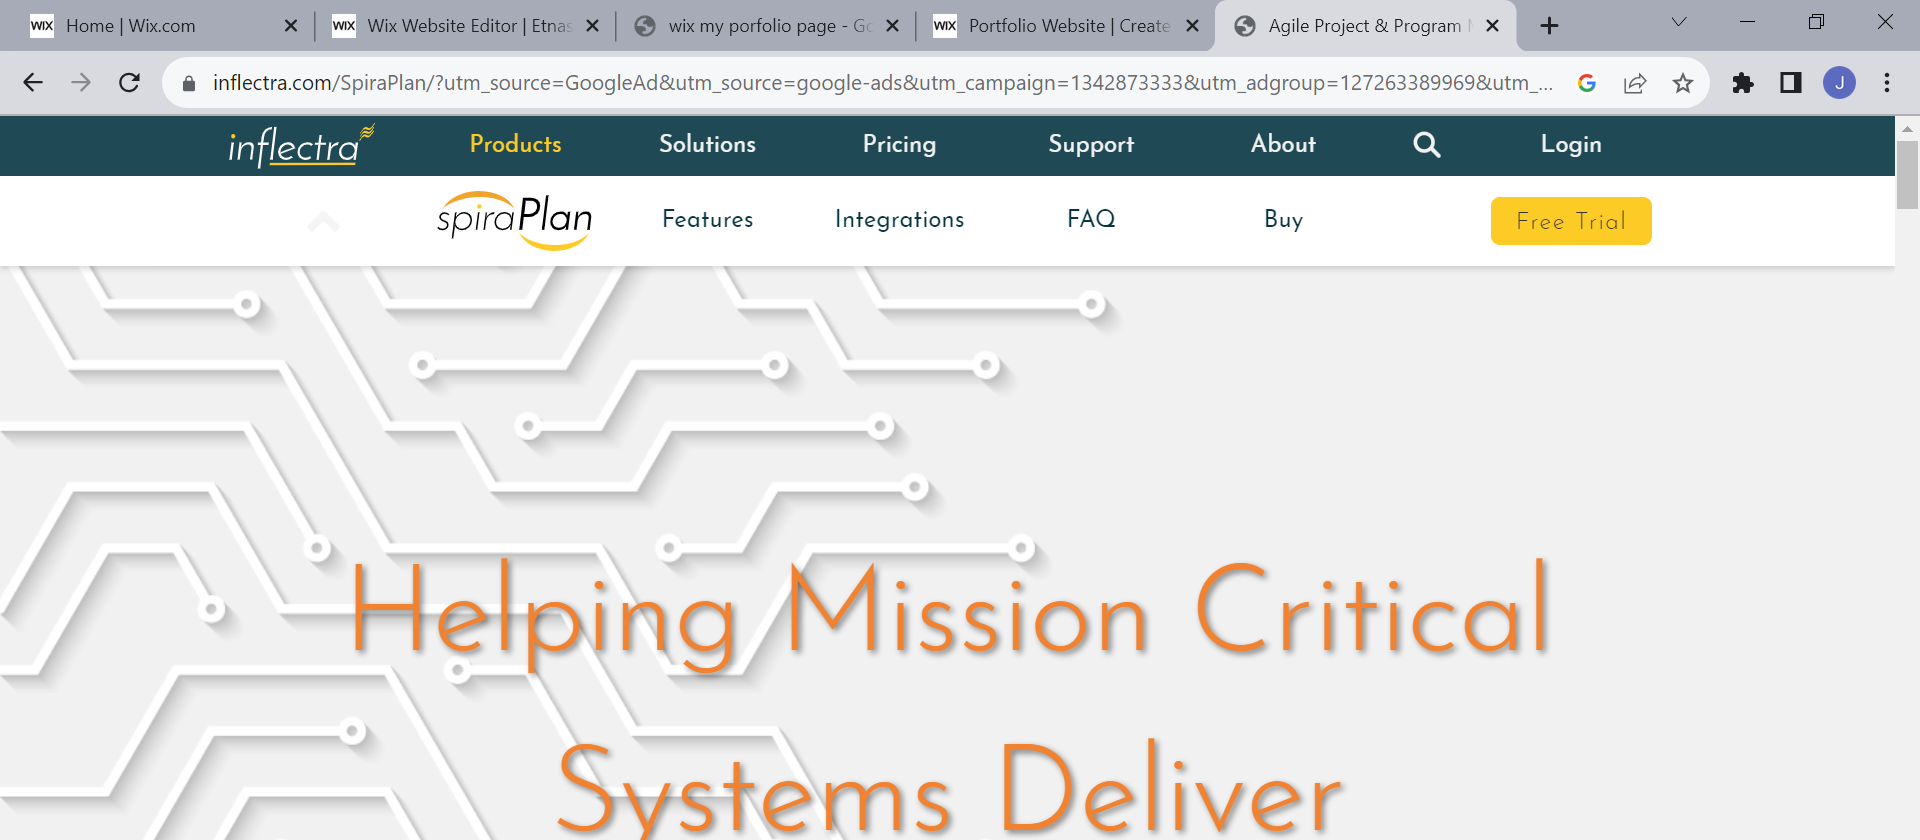 WIX Home | Wix.com
WIX Wix Website Editor | Etnas
wix my porfolio page - Go
WIX Portfolio Website | Create
Agile Project & Program M
inflectra.com/SpiraPlan/?utm_source=GoogleAd&utm_source=google-ads&utm_campaign=1342873333&utm_adgroup=127263389969&utm_...
G
J
inflectra Products Solutions Pricing Support About Login
spiraPlan Features Integrations FAQ Buy Free Trial
Helping Mission Critical
Systems Deliver